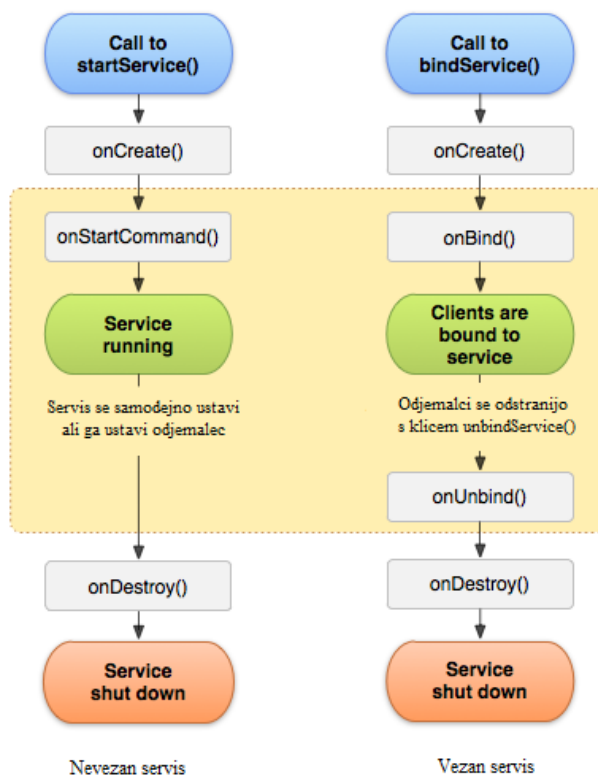 Call to
startService()
onCreate()
onStartCommand()
Service
running
Servis se samodejno ustavi
ali ga ustavi odjemalec
onDestroy()
Service
shut down
Nevezan servis
Call to
bindService()
onCreate()
onBind()
Clients are
bound to
service
Odjemalci se odstranijo
s klicem unbindService()
onUnbind()
onDestroy()
Service
shut down
Vezan servis